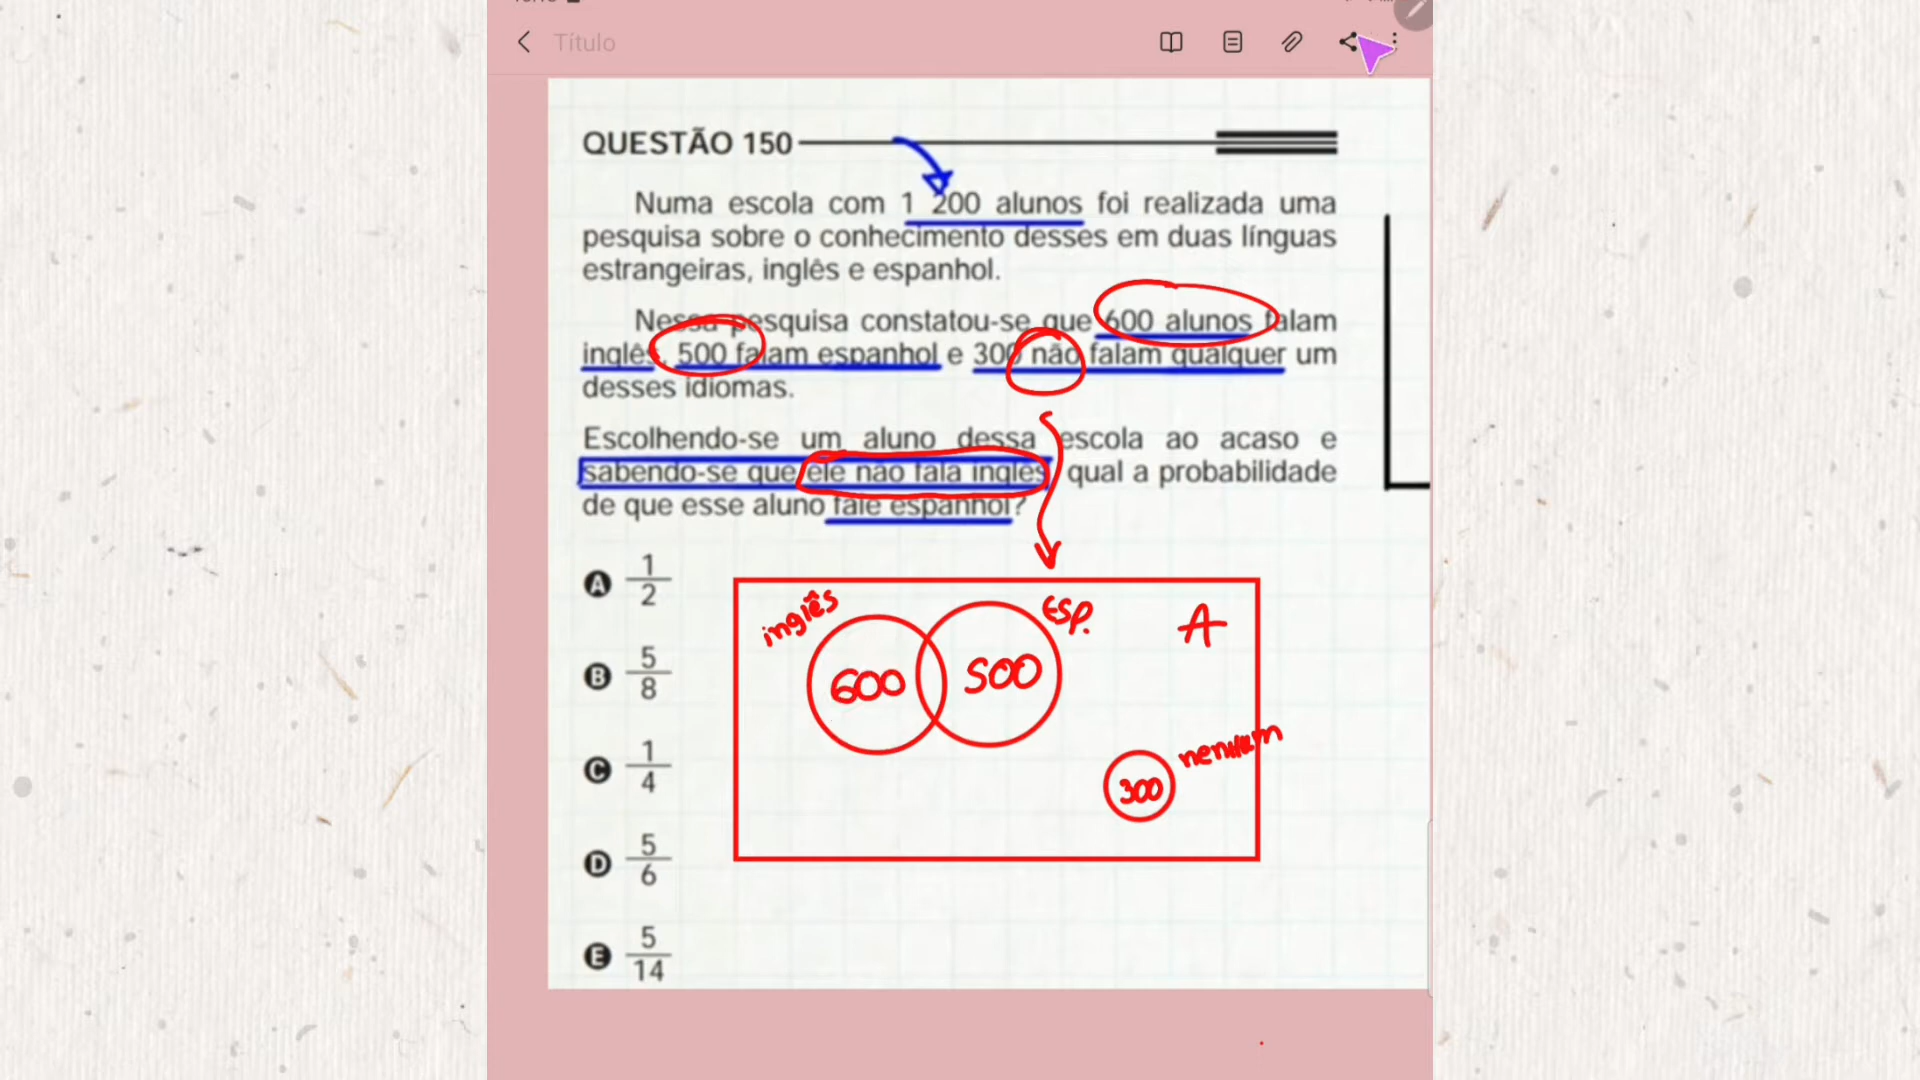 Título
QUESTÃO 150
Numa escola com 1 200 alunos foi realizada uma
pesquisa sobre o conhecimento desses em duas línguas
estrangeiras, inglês e espanhol.
Nessa pesquisa constatou-se que 600 alunos falam
inglês, 500 falam espanhol e 300 não falam qualquer um
desses idiomas.
Escolhendo-se um aluno dessa escola ao acaso e
sabendo-se que ele não fala inglês qual a probabilidade
de que esse aluno fale espanhol?
A 1/2
B 5/8
C 1/4
D 5/6
E 5/14
inglês
Esp.
A
600
500
nenhum
300